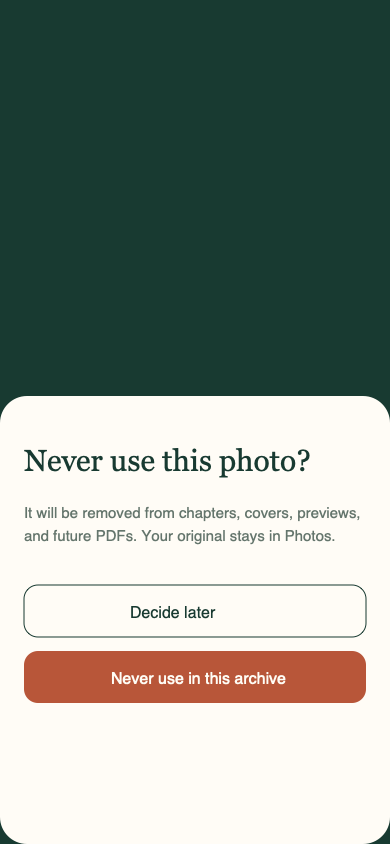 Never use this photo?
It will be removed from chapters, covers, previews,
and future PDFs. Your original stays in Photos.
Decide later
Never use in this archive